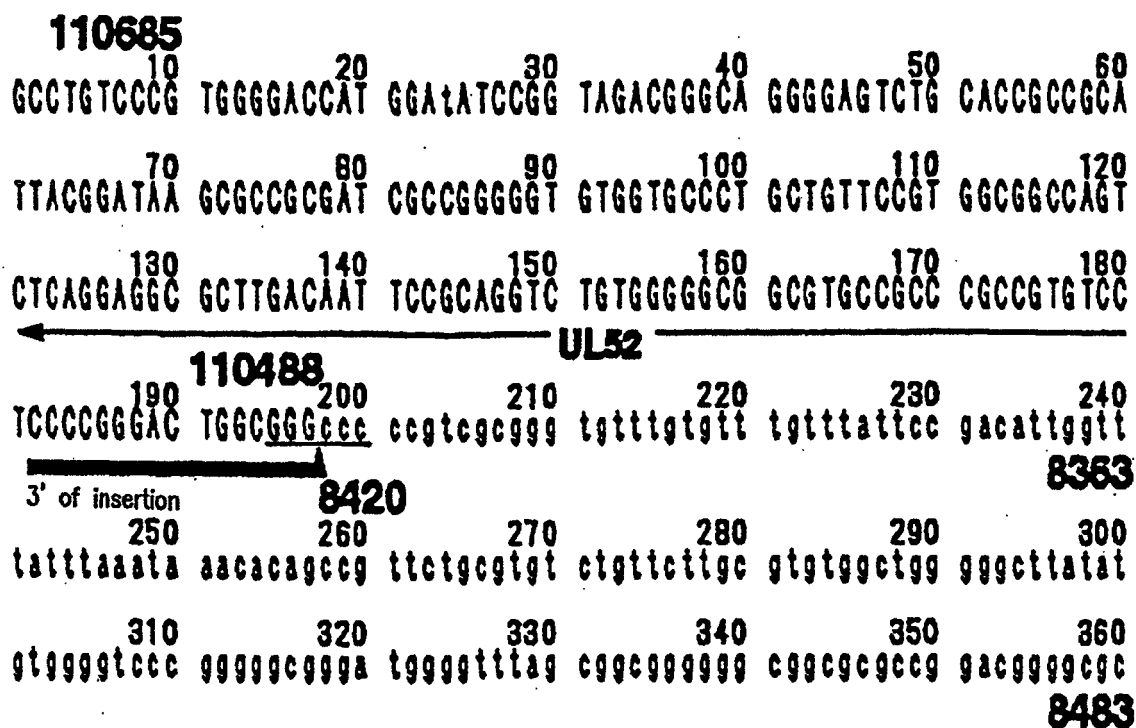 110685
10 20 30 40 50 60
GCCTGTCCCG TGGGGACCAT GGAtATCCGG TAGACGGGCA GGGGAGTCTG CACCGCCGCA
70 80 90 100 110 120
TTACGGATAA GCGCCGCGAT CGCCGGGGGT GTGGTGCCCT GCTGTTCCGT GGCGGCCAGT
130 140 150 160 170 180
CTCAGGAGGC GCTTGACAAT TCCGCAGGTC TGTGGGGGCG GCGTGCCGCC CGCCGTGTCC
UL52
110488
190 200 210 220 230 240
TCCCCGGGAC TGGCGGGccc ccgtcgcggg tgtttgtgtt tgtttattcc gacattggtt
8363
3' of insertion 8420
250 260 270 280 290 300
tatttaaata aacacagccg ttctgcgtgt ctgttcttgc gtgtggctgg gggcttatat
310 320 330 340 350 360
gtggggtccc gggggcggga tggggtttag cggcgggggg cggcgcgccg gacggggcgc
8483